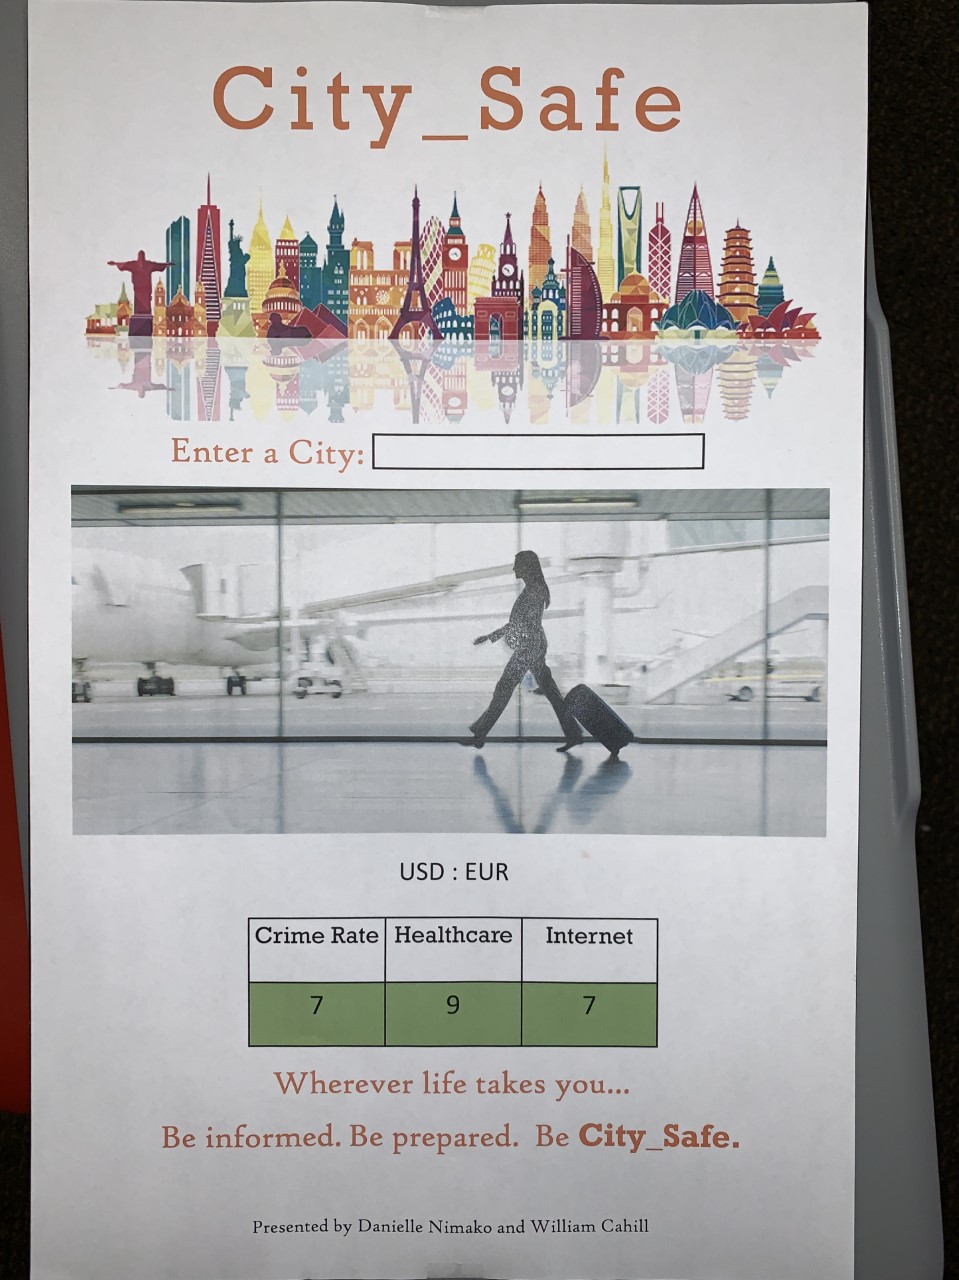 City_Safe
Enter a City:
USD : EUR
Crime Rate Healthcare Internet
7 9 7
Wherever life takes you...
Be informed. Be prepared. Be City_Safe.
Presented by Danielle Nimako and William Cahill